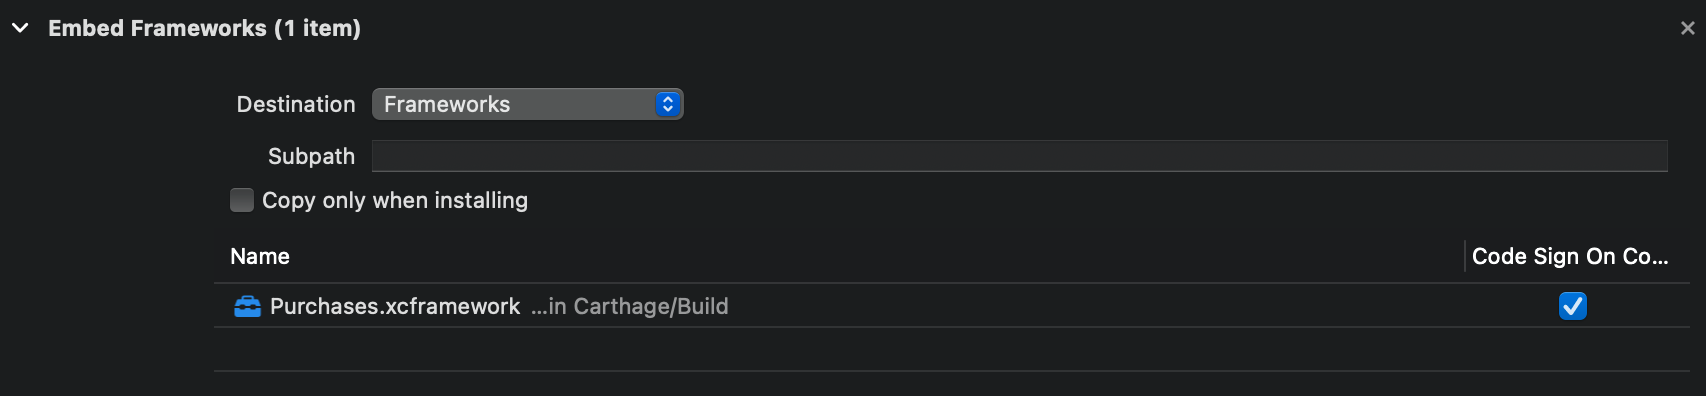 Embed Frameworks (1 item)
Destination Frameworks
Subpath
Copy only when installing
Name Code Sign On Co...
Purchases.xcframework ...in Carthage/Build